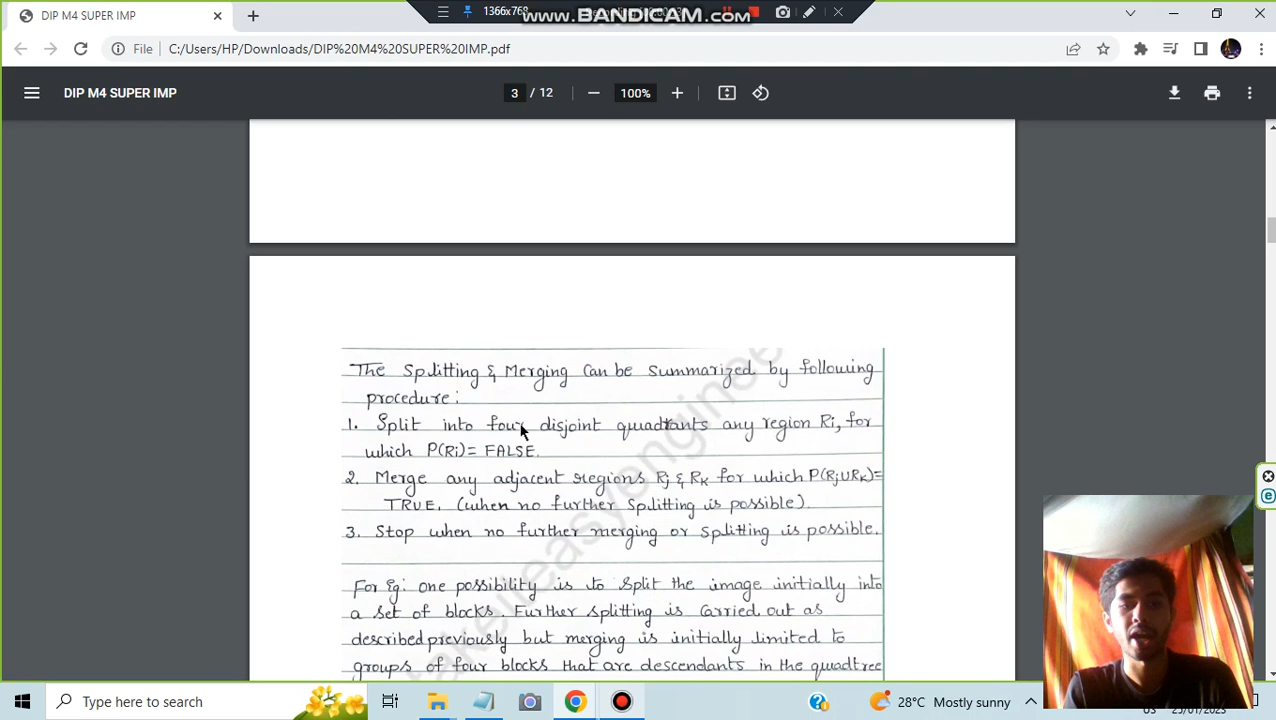 DIP M4 SUPER IMP
1366x768
www.BANDICAM.com
File
C:/Users/HP/Downloads/DIP%20M4%20SUPER%20IMP.pdf
DIP M4 SUPER IMP
3 / 12
100%
The Splitting & Merging Can be Summarized by following
procedure:
1. Split into four disjoint quadrants any region Ri, for
which P(Ri)= FALSE.
2. Merge any adjacent regions Rj & RK for which P(RjURK)=
TRUE. (when no further Splitting is possible).
3. Stop when no further merging or splitting is possible.
For Eg: one possibility is to Split the image initially into
a set of blocks. Further splitting is Carried out as
described previously but merging is initially limited to
groups of four blocks that are descendants in the quadtree
Type here to search
28°C Mostly sunny
US
25/01/2023